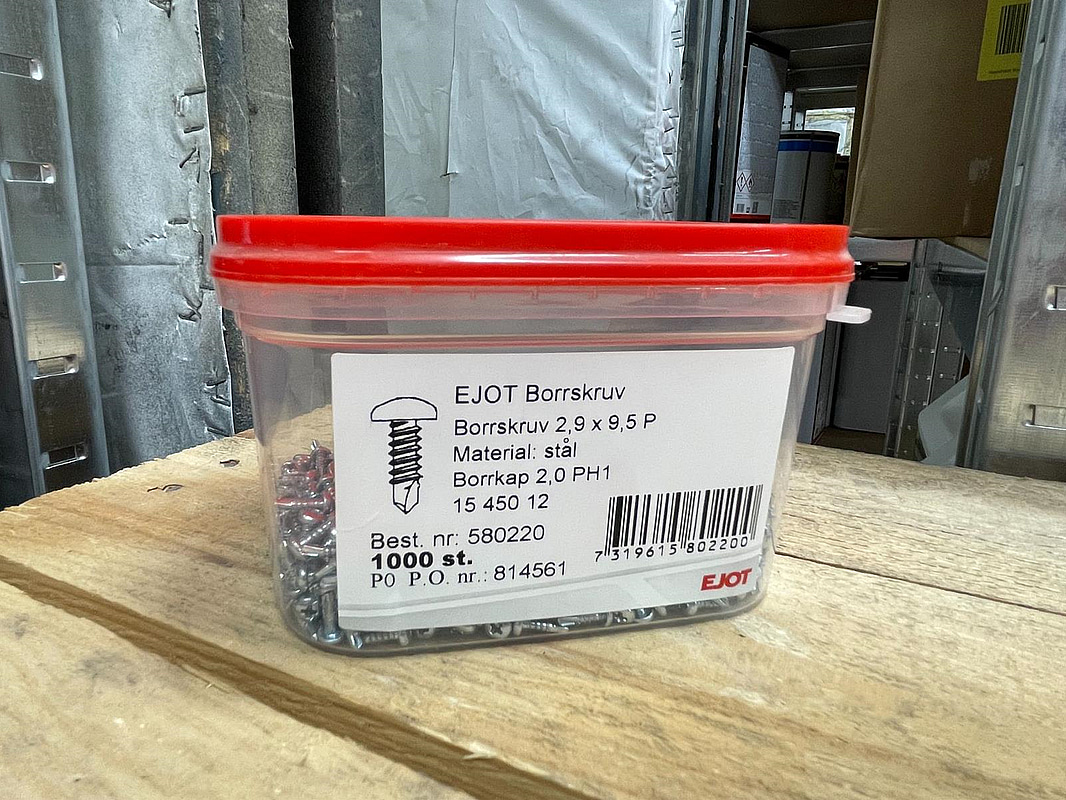 EJOT Borrskruv
Borrskruv 2,9 x 9,5 P
Material: stål
Borrkap 2,0 PH1
15 450 12
Best. nr: 580220
1000 st.
P0 P.O. nr.: 814561
7 319615 802200
EJOT